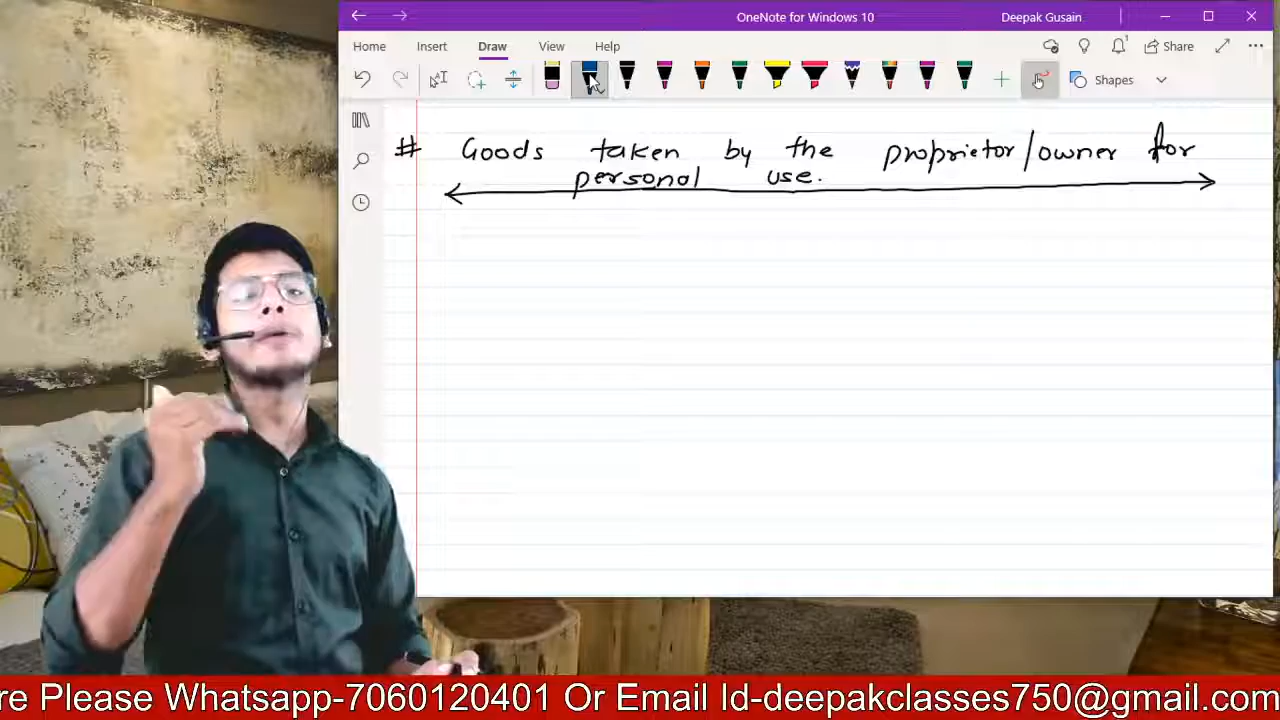 OneNote for Windows 10
Deepak Gusain
Home Insert Draw View Help
Share
Shapes
# Goods taken by the proprietor/owner for
personal use.
re Please Whatsapp-7060120401 Or Email Id-deepakclasses750@gmail.com